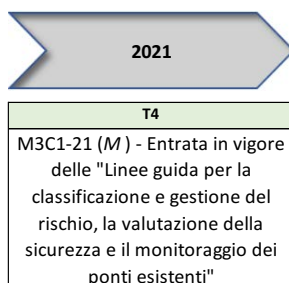 2021
T4
M3C1-21 (M ) - Entrata in vigore
delle "Linee guida per la
classificazione e gestione del
rischio, la valutazione della
sicurezza e il monitoraggio dei
ponti esistenti"